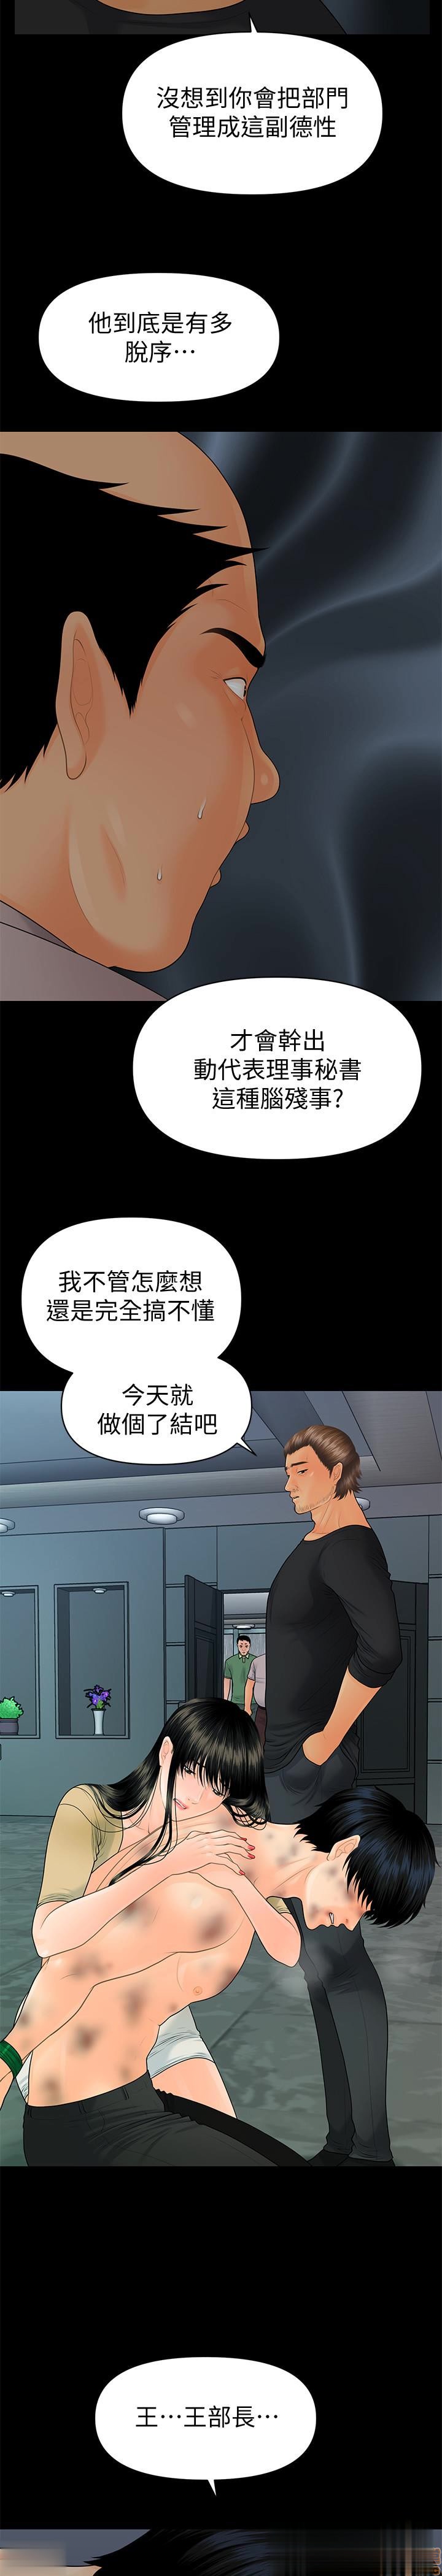 沒想到你會把部門
管理成這副德性
他到底是有多
脫序⋯
才會幹出
動代表理事秘書
這種腦殘事?
我不管怎麼想
還是完全搞不懂
今天就
做個了結吧
王⋯王部長⋯